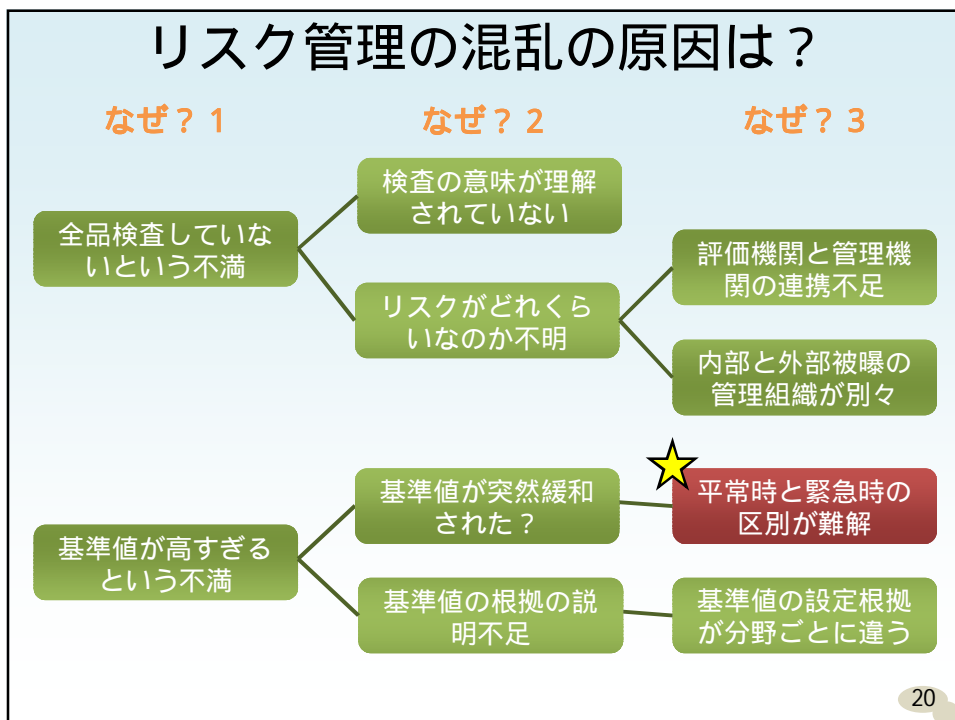 リスク管理の混乱の原因は？
なぜ？１
なぜ？２
なぜ？３
全品検査していな
いという不満
検査の意味が理解
されていない
リスクがどれくら
いなのか不明
評価機関と管理機
関の連携不足
内部と外部被曝の
管理組織が別々
基準値が高すぎる
という不満
基準値が突然緩和
された？
平常時と緊急時の
区別が難解
基準値の根拠の説
明不足
基準値の設定根拠
が分野ごとに違う
20